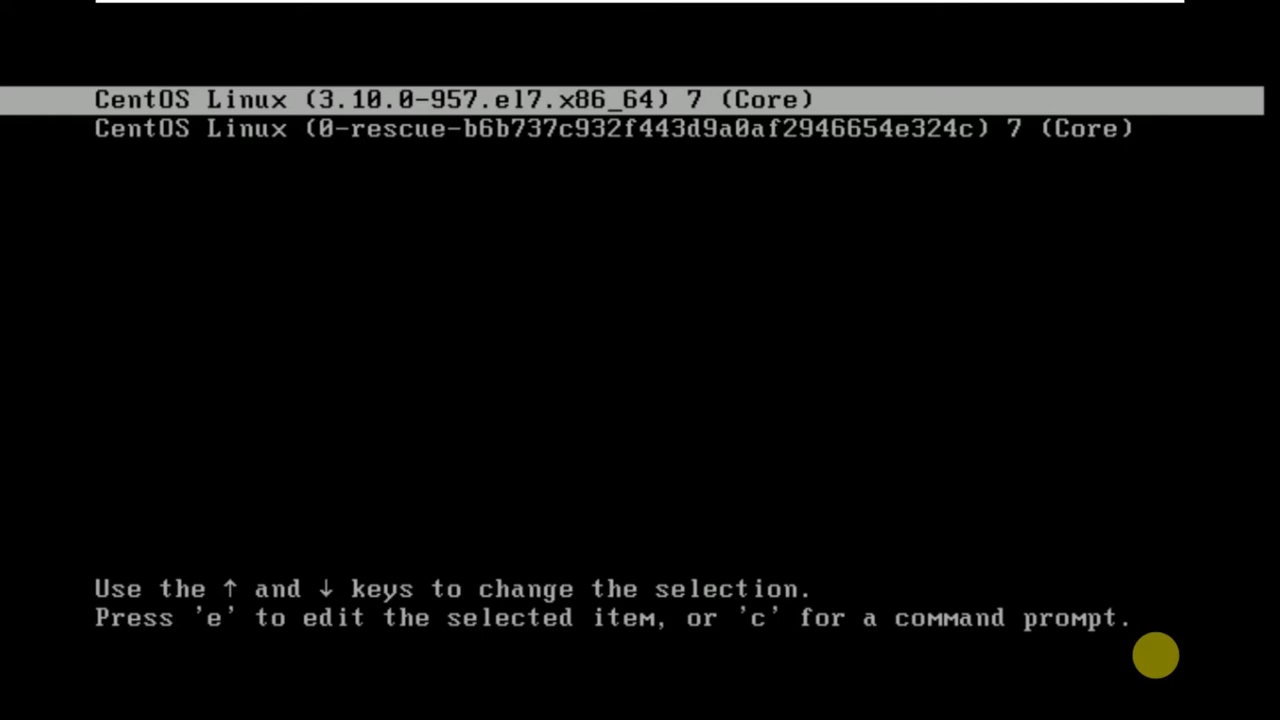 CentOS Linux (3.10.0-957.el7.x86_64) 7 (Core)
CentOS Linux (0-rescue-b6b737c932f443d9a0af2946654e324c) 7 (Core)
Use the ↑ and ↓ keys to change the selection.
Press 'e' to edit the selected item, or 'c' for a command prompt.